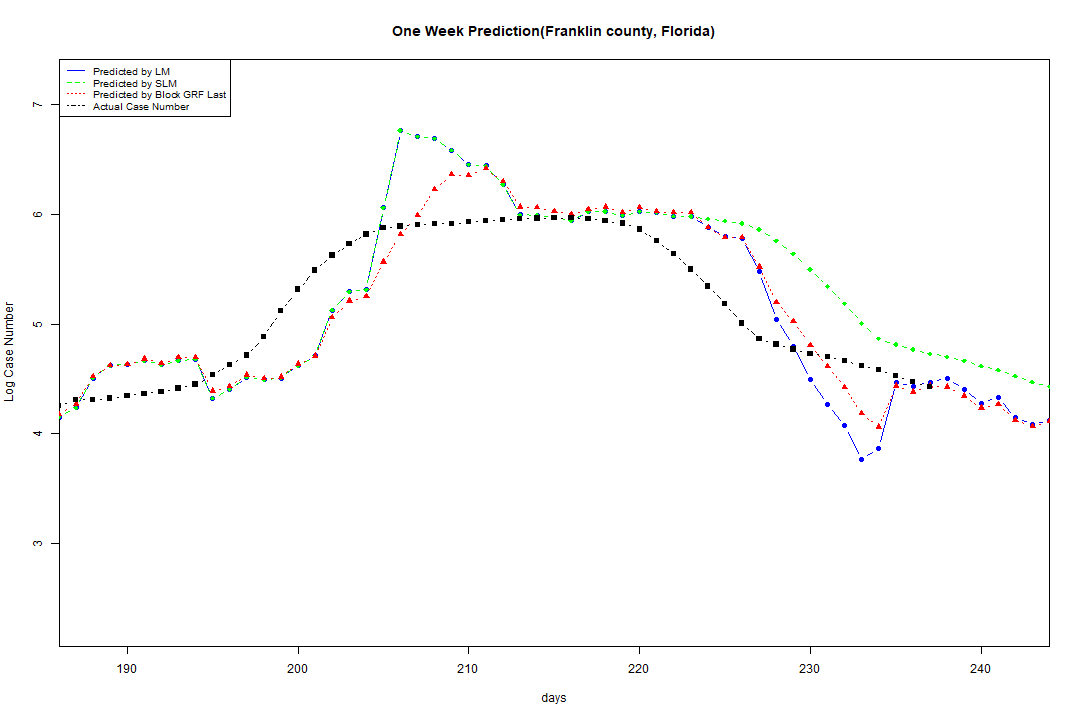 One Week Prediction(Franklin county, Florida)
Predicted by LM
Predicted by SLM
Predicted by Block GRF Last
Actual Case Number
7
6
5
4
3
Log Case Number
190 200 210 220 230 240
days